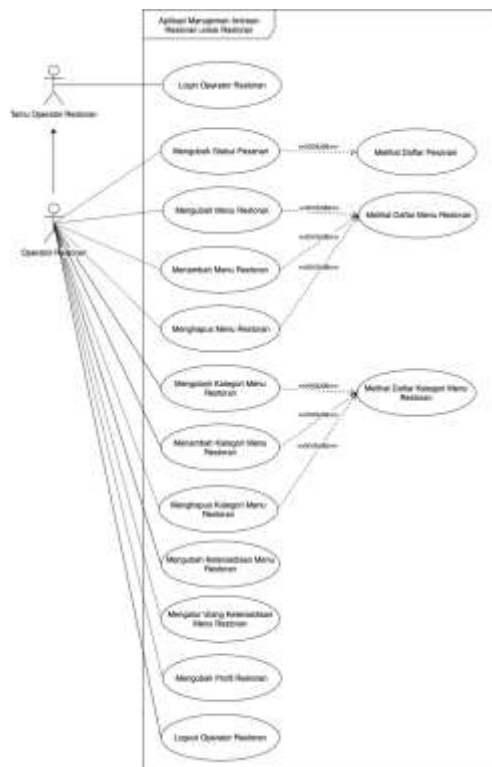 Aplikasi Manajemen Antrean
Restoran untuk Restoran
Login Operator Restoran
Tamu Operator Restoran
Mengubah Status Pesanan
<<include>>
Melihat Daftar Pesanan
Mengubah Menu Restoran
<<include>>
Melihat Daftar Menu Restoran
Operator Restoran
<<include>>
Menambah Menu Restoran
<<include>>
Menghapus Menu Restoran
Mengubah Kategori Menu
Restoran
<<include>>
Melihat Daftar Kategori Menu
Restoran
Menambah Kategori Menu
Restoran
<<include>>
<<include>>
Menghapus Kategori Menu
Restoran
Mengubah Ketersediaan Menu
Restoran
Mengatur Ulang Ketersediaan
Menu Restoran
Mengubah Profil Restoran
Logout Operator Restoran